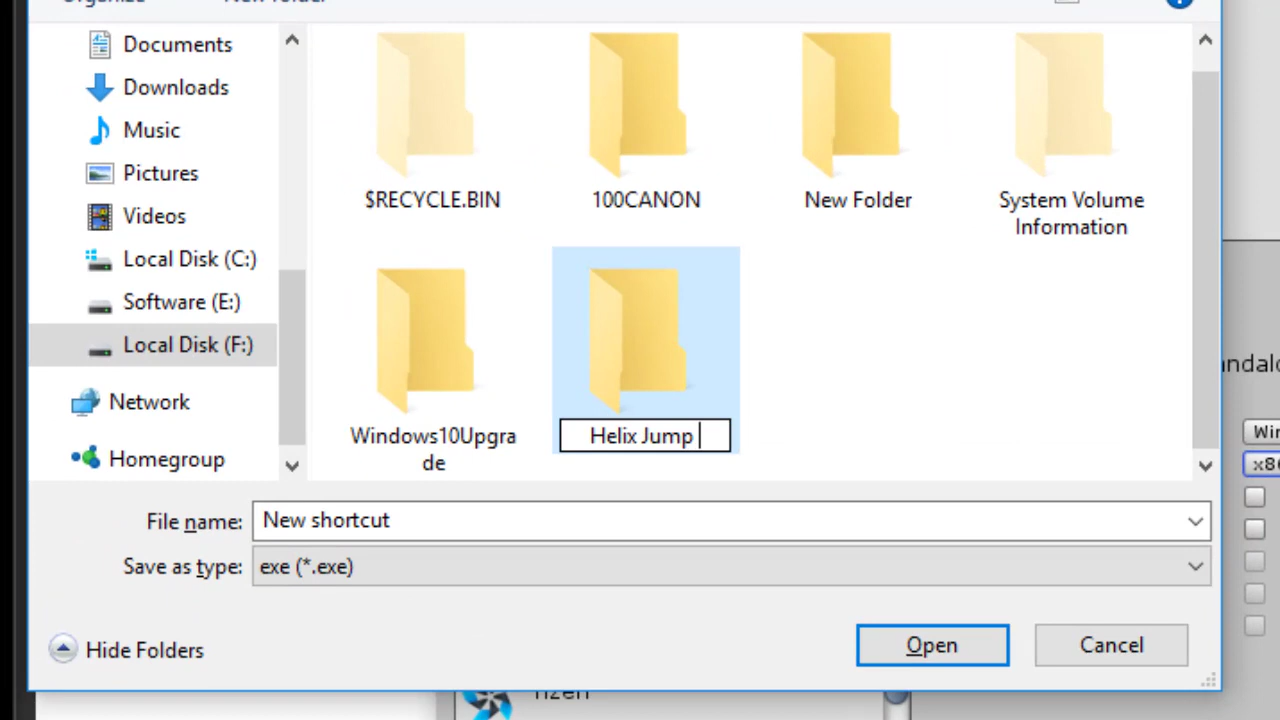 Documents
Downloads
Music
Pictures
Videos
Local Disk (C:)
Software (E:)
Local Disk (F:)
Network
Homegroup
$RECYCLE.BIN
100CANON
New Folder
System Volume
Information
Windows10Upgra
de
Helix Jump
File name:
New shortcut
Save as type:
exe (*.exe)
Hide Folders
Open
Cancel